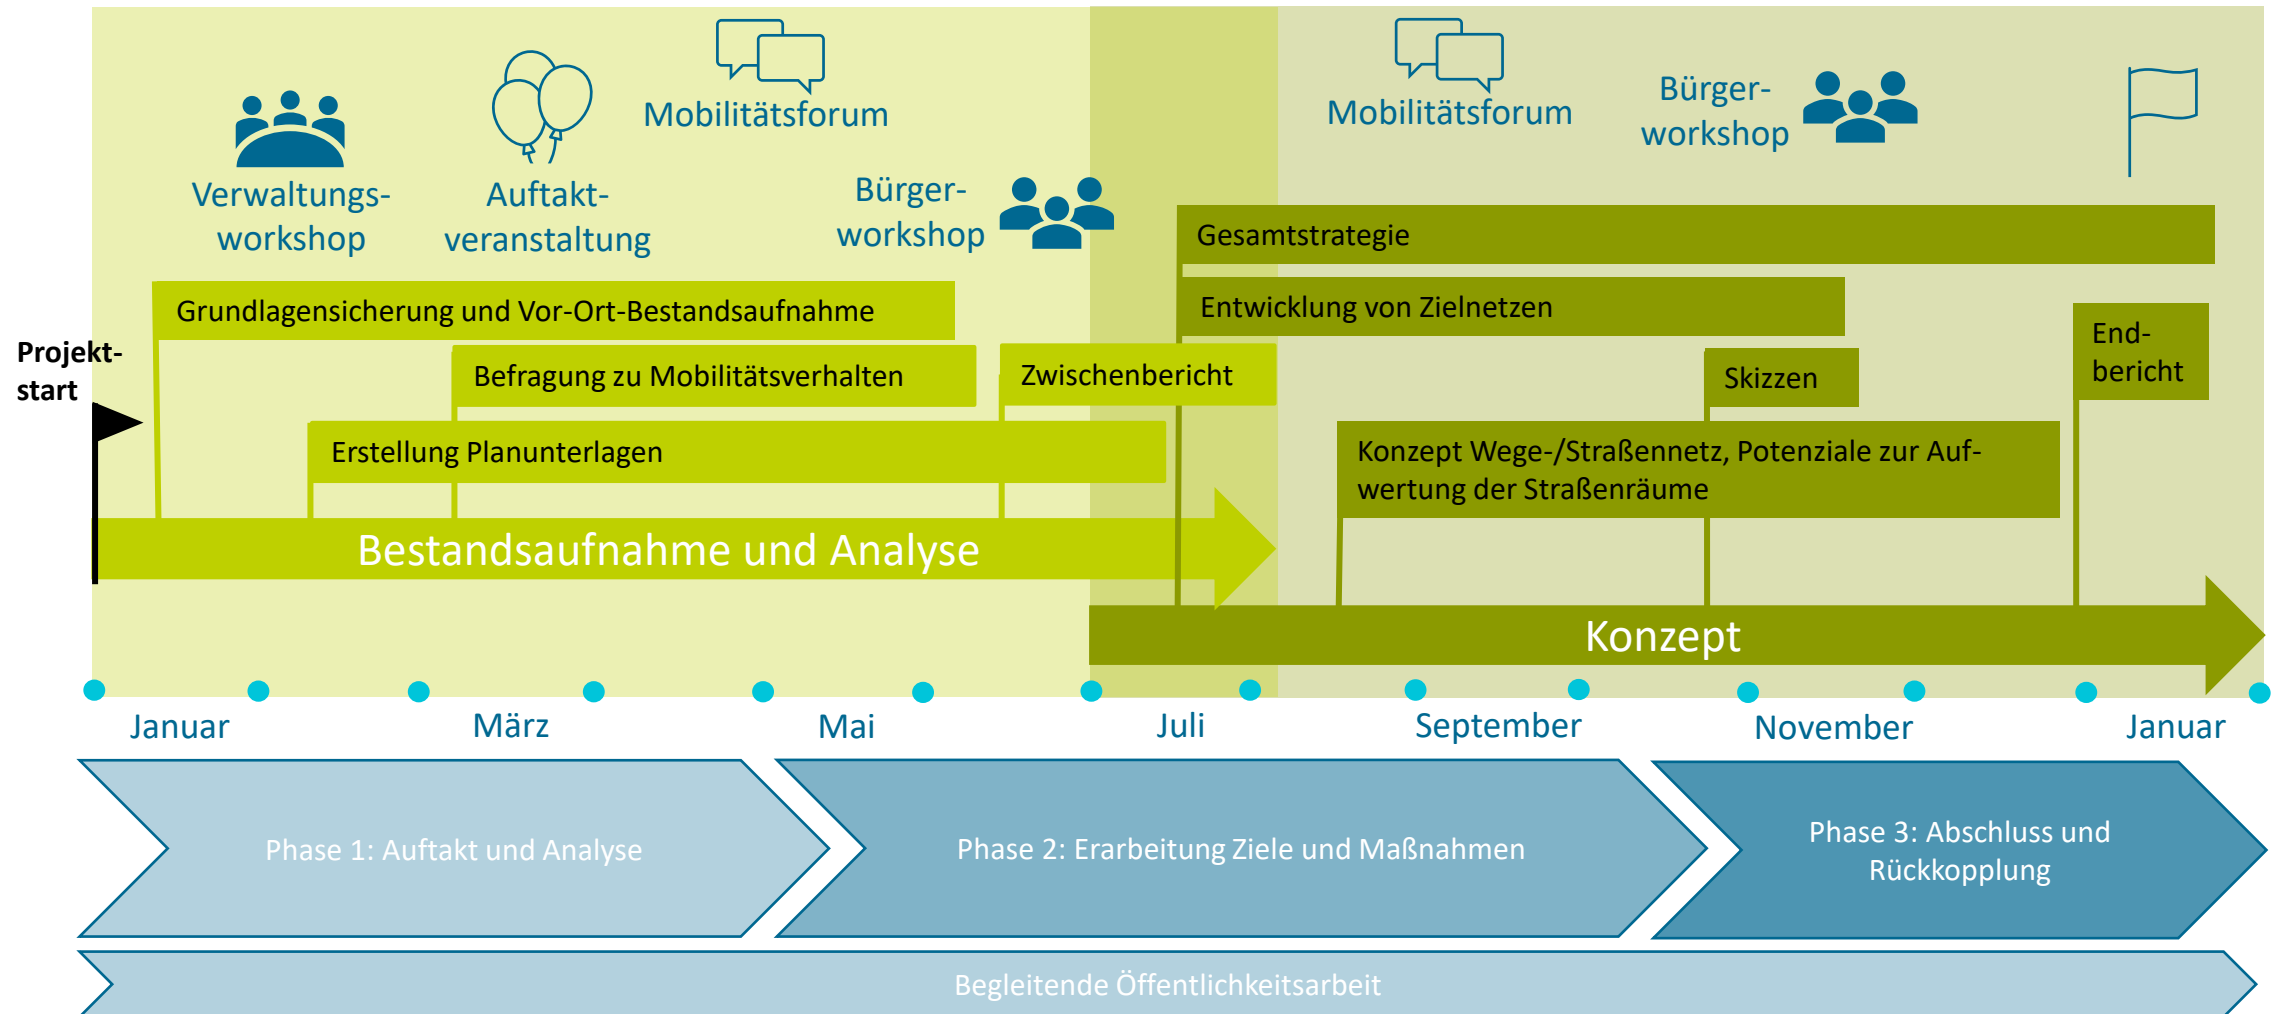 Mobilitätsforum
Verwaltungs-
workshop
Auftakt-
veranstaltung
Bürger-
workshop
Mobilitätsforum
Bürger-
workshop
Projekt-
start
Grundlagensicherung und Vor-Ort-Bestandsaufnahme
Befragung zu Mobilitätsverhalten
Zwischenbericht
Erstellung Planunterlagen
Bestandsaufnahme und Analyse
Gesamtstrategie
Entwicklung von Zielnetzen
Skizzen
End-
bericht
Konzept Wege-/Straßennetz, Potenziale zur Auf-
wertung der Straßenräume
Konzept
Januar
März
Mai
Juli
September
November
Januar
Phase 1: Auftakt und Analyse
Phase 2: Erarbeitung Ziele und Maßnahmen
Phase 3: Abschluss und
Rückkopplung
Begleitende Öffentlichkeitsarbeit